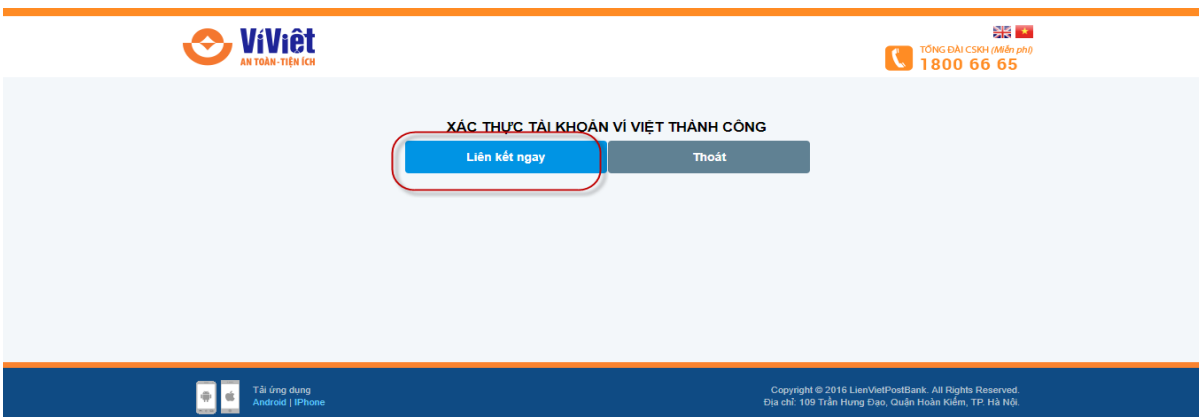 VíViệt
AN TOÀN-TIỆN ÍCH
TỔNG ĐÀI CSKH (Miễn phí)
1800 66 65
XÁC THỰC TÀI KHOẢN VÍ VIỆT THÀNH CÔNG
Liên kết ngay
Thoát
Tải ứng dụng
Android | IPhone
Copyright © 2016 LienVietPostBank. All Rights Reserved.
Địa chỉ: 109 Trần Hưng Đạo, Quận Hoàn Kiếm, TP. Hà Nội.